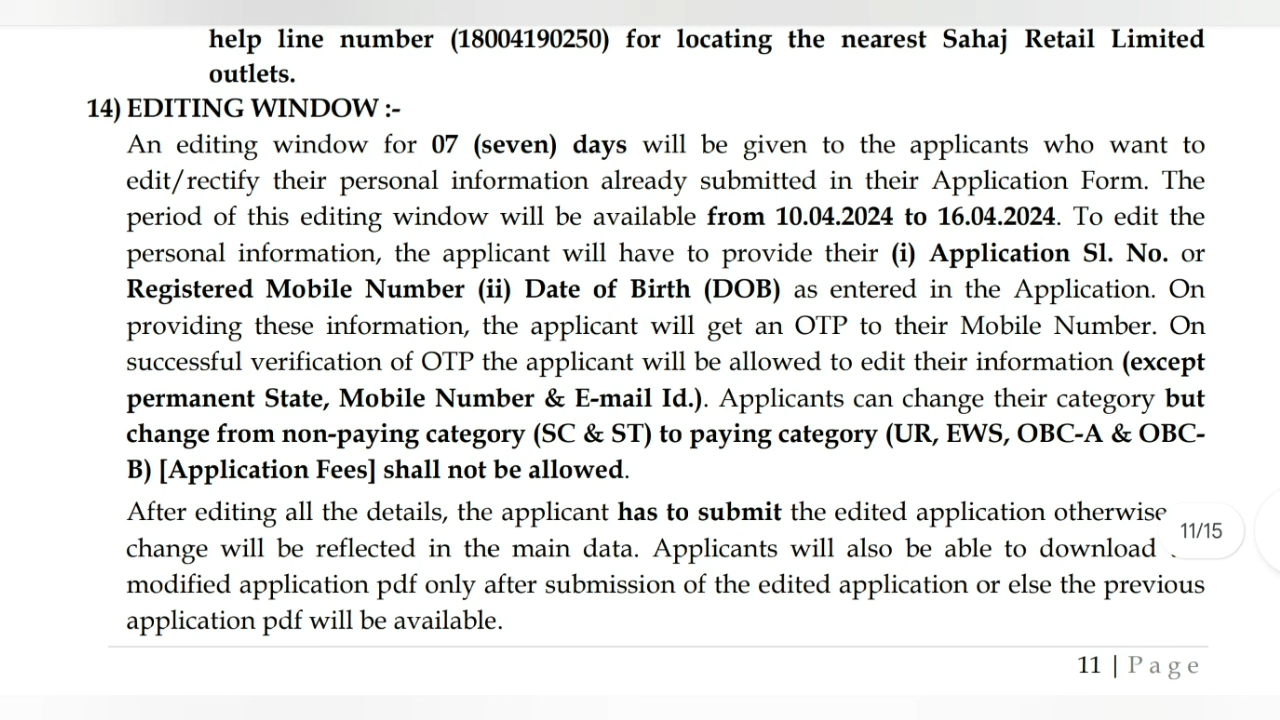 help line number (18004190250) for locating the nearest Sahaj Retail Limited
outlets.
14) EDITING WINDOW :-
An editing window for 07 (seven) days will be given to the applicants who want to
edit/rectify their personal information already submitted in their Application Form. The
period of this editing window will be available from 10.04.2024 to 16.04.2024. To edit the
personal information, the applicant will have to provide their (i) Application Sl. No. or
Registered Mobile Number (ii) Date of Birth (DOB) as entered in the Application. On
providing these information, the applicant will get an OTP to their Mobile Number. On
successful verification of OTP the applicant will be allowed to edit their information (except
permanent State, Mobile Number & E-mail Id.). Applicants can change their category but
change from non-paying category (SC & ST) to paying category (UR, EWS, OBC-A & OBC-
B) [Application Fees] shall not be allowed.
After editing all the details, the applicant has to submit the edited application otherwise
11/15
change will be reflected in the main data. Applicants will also be able to download
modified application pdf only after submission of the edited application or else the previous
application pdf will be available.
11 | Page